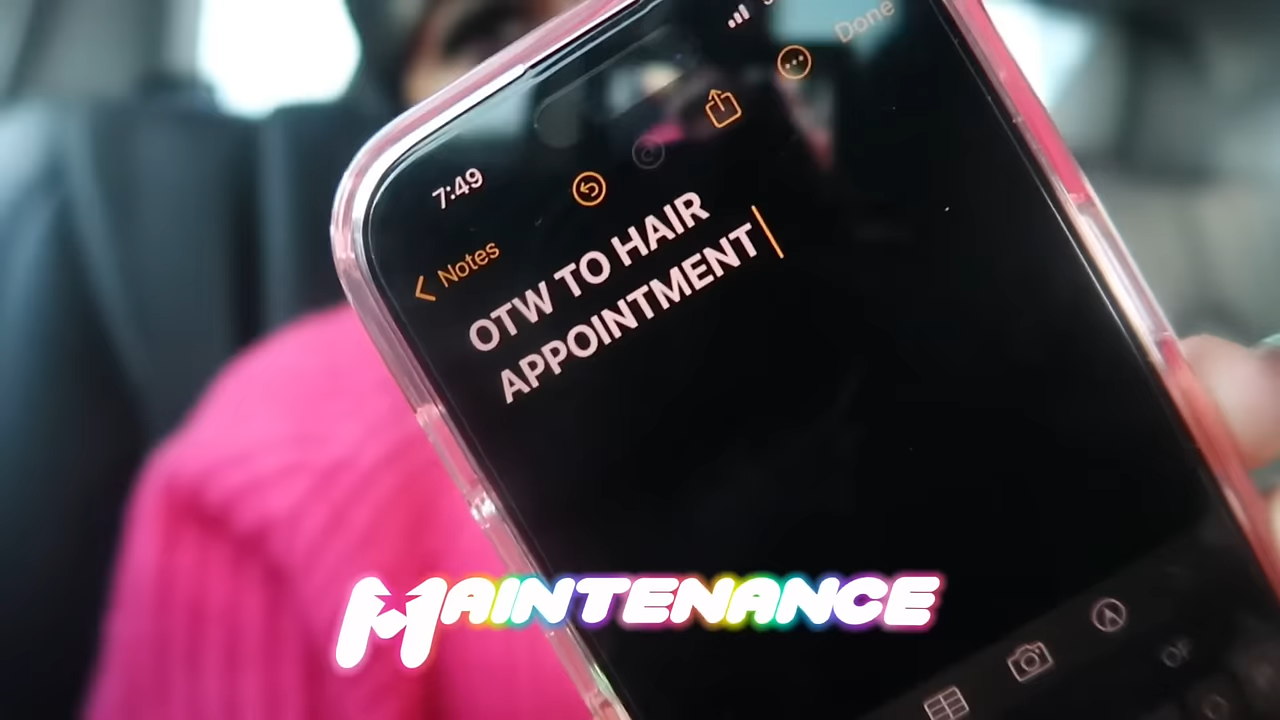 Done
7:49
Notes
OTW TO HAIR
APPOINTMENT
MAINTENANCE